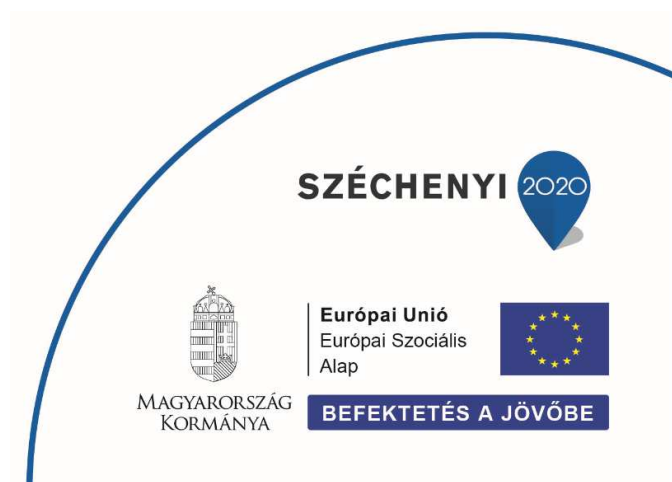 SZÉCHENYI 2020
Európai Unió
Európai Szociális
Alap
MAGYARORSZÁG
KORMÁNYA
BEFEKTETÉS A JÖVŐBE